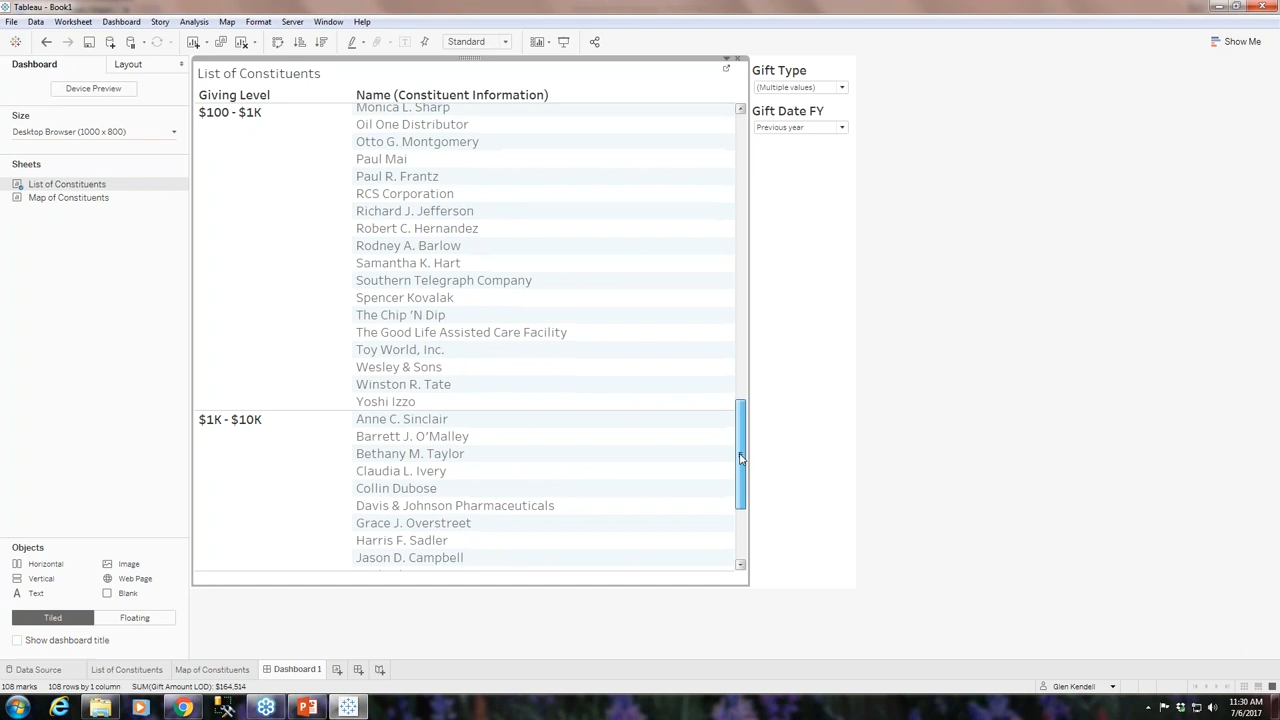 Tableau - Book1
File Data Worksheet Dashboard Story Analysis Map Format Server Window Help
Standard
Show Me
Dashboard Layout
Device Preview
Size
Desktop Browser (1000 x 800)
Sheets
List of Constituents
Map of Constituents
Objects
Horizontal Image
Vertical Web Page
A Text Blank
Tiled Floating
Show dashboard title
List of Constituents
Giving Level Name (Constituent Information)
Monica L. Sharp
$100 - $1K
Oil One Distributor
Otto G. Montgomery
Paul Mai
Paul R. Frantz
RCS Corporation
Richard J. Jefferson
Robert C. Hernandez
Rodney A. Barlow
Samantha K. Hart
Southern Telegraph Company
Spencer Kovalak
The Chip 'N Dip
The Good Life Assisted Care Facility
Toy World, Inc.
Wesley & Sons
Winston R. Tate
Yoshi Izzo
$1K - $10K Anne C. Sinclair
Barrett J. O'Malley
Bethany M. Taylor
Claudia L. Ivery
Collin Dubose
Davis & Johnson Pharmaceuticals
Grace J. Overstreet
Harris F. Sadler
Jason D. Campbell
Gift Type
(Multiple values)
Gift Date FY
Previous year
Data Source List of Constituents Map of Constituents Dashboard 1
108 marks 108 rows by 1 column SUM(Gift Amount LOD): $164,514 Glen Kendell
11:30 AM
7/6/2017